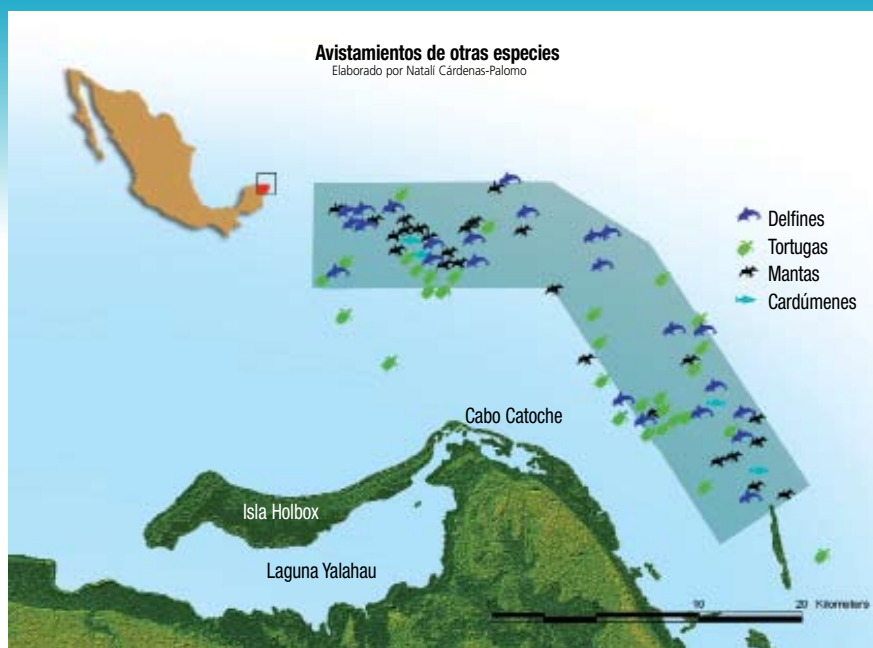 Avistamientos de otras especies
Elaborado por Natalí Cárdenas-Palomo
Delfines
Tortugas
Mantas
Cardúmenes
Cabo Catoche
Isla Holbox
Laguna Yalahau
10
20 Kilometers